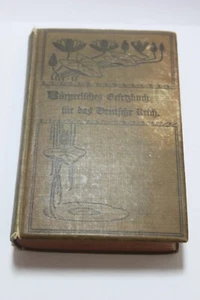 Bürgerliches Gesetzbuch
für das Deutsche Reich.